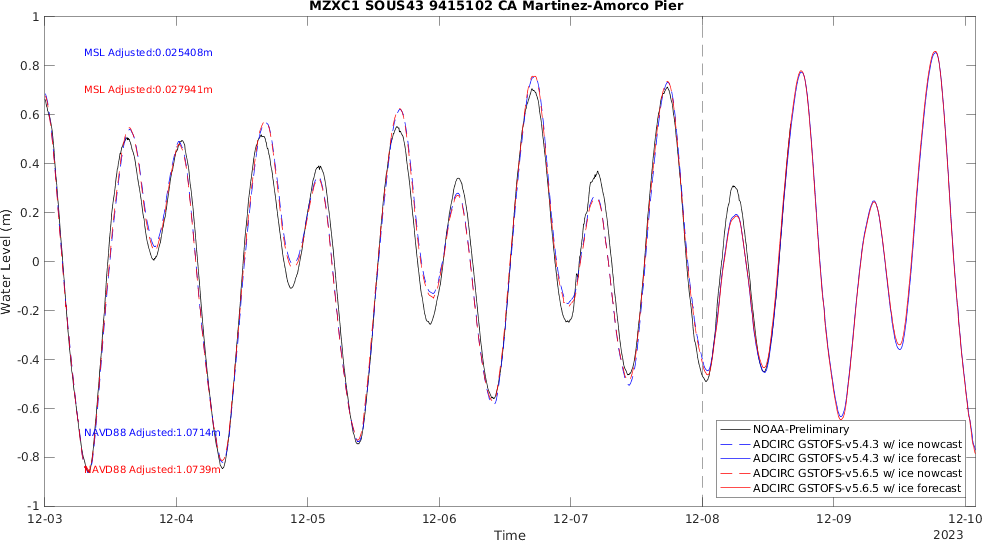 MZXC1 SOUS43 9415102 CA Martinez-Amorco Pier
1
0.8
0.6
0.4
0.2
0
-0.2
-0.4
-0.6
-0.8
-1
Water Level (m)
MSL Adjusted:0.025408m
MSL Adjusted:0.027941m
NAVD88 Adjusted:1.0714m
NAVD88 Adjusted:1.0739m
NOAA-Preliminary
ADCIRC GSTOFS-v5.4.3 w/ ice nowcast
ADCIRC GSTOFS-v5.4.3 w/ ice forecast
ADCIRC GSTOFS-v5.6.5 w/ ice nowcast
ADCIRC GSTOFS-v5.6.5 w/ ice forecast
12-03 12-04 12-05 12-06 12-07 12-08 12-09 12-10
Time
2023